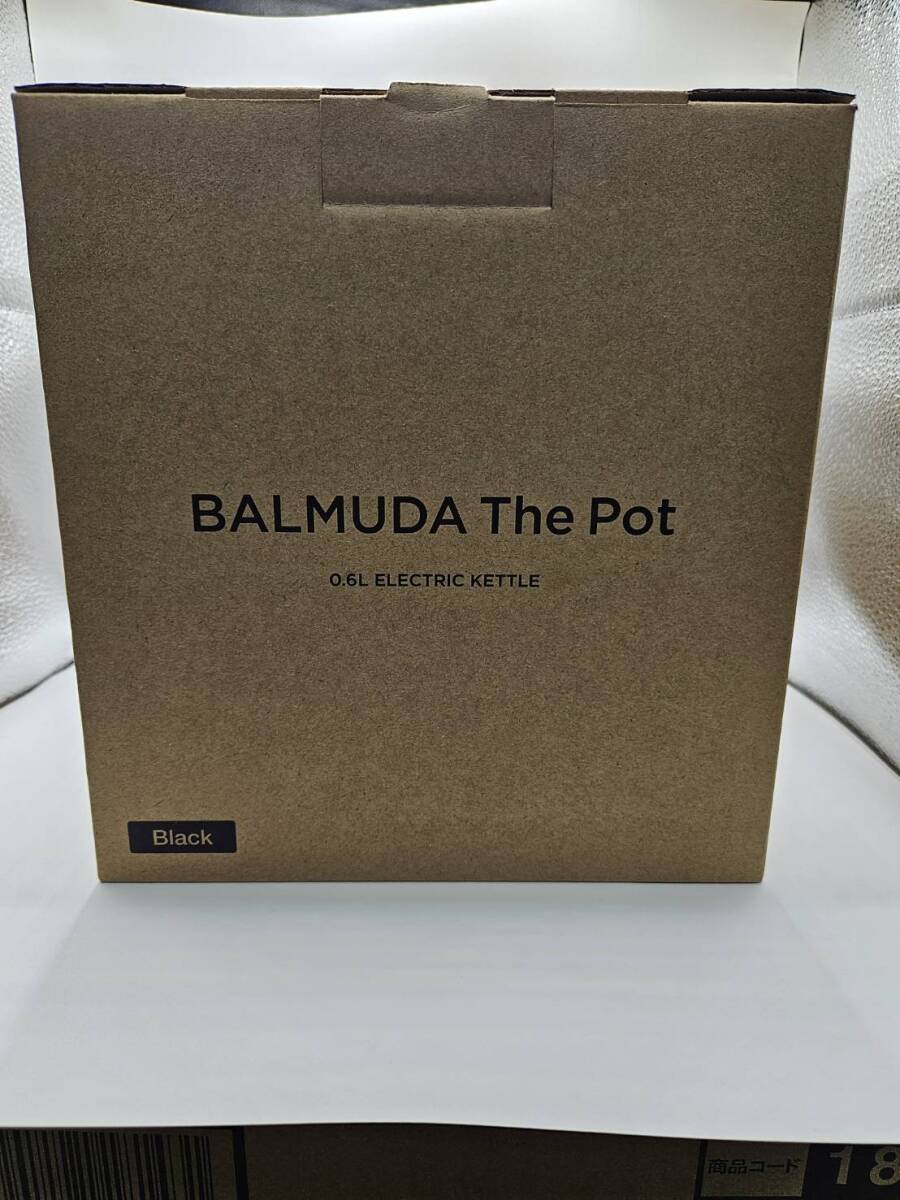 BALMUDA The Pot
0.6L ELECTRIC KETTLE
Black
商品コード 18